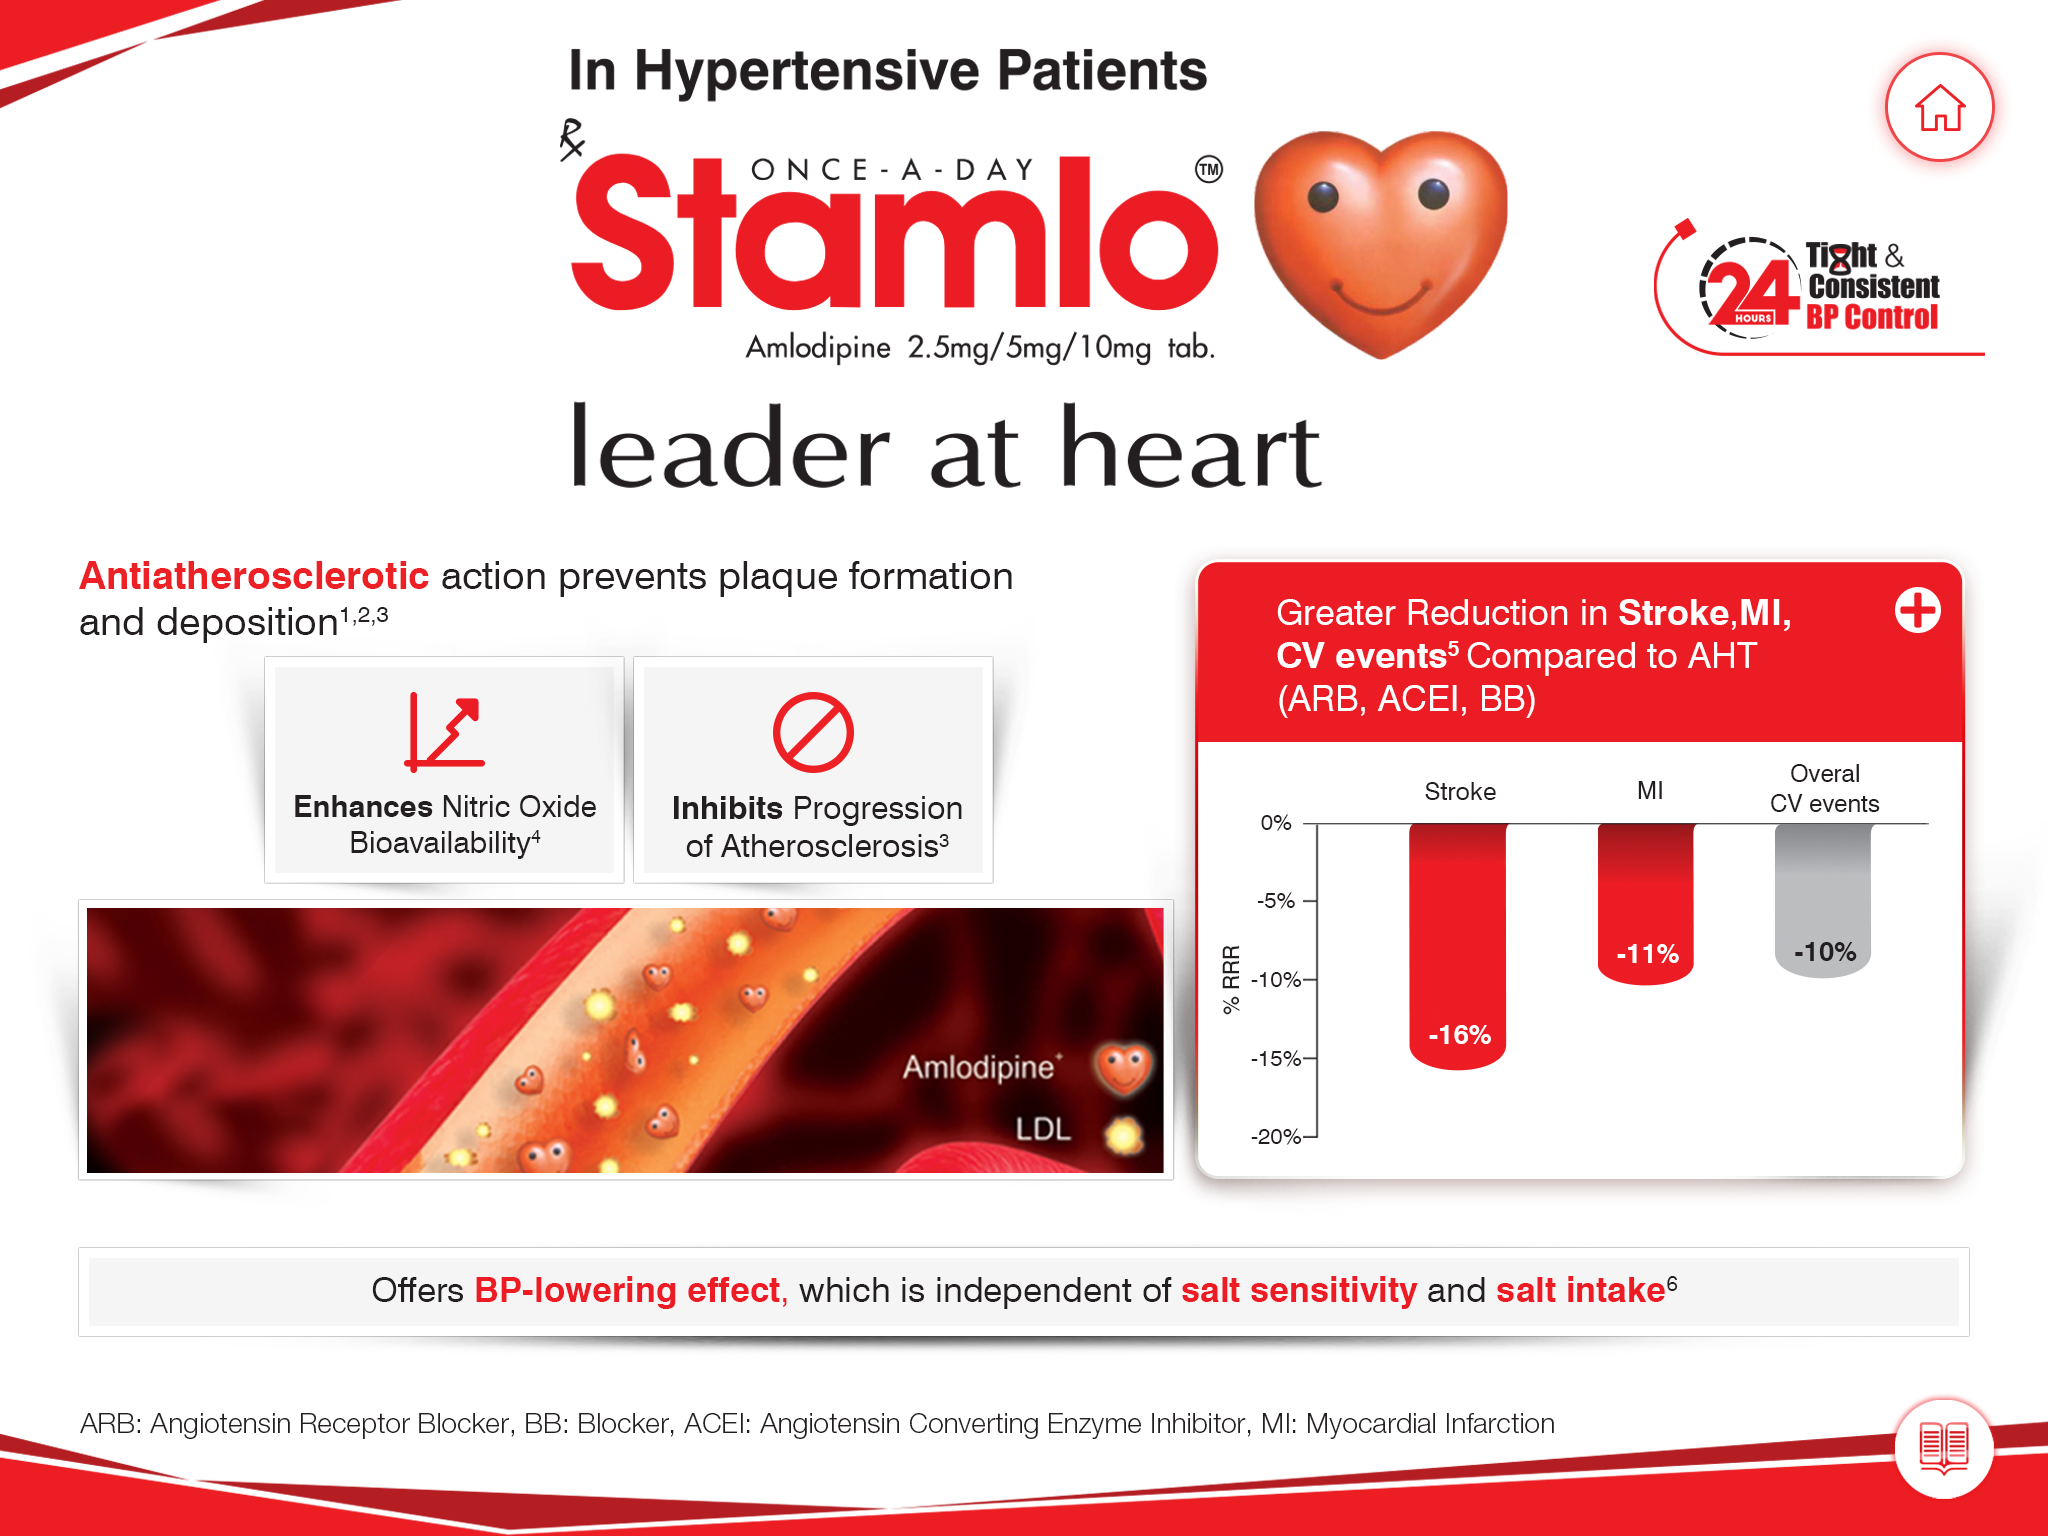 In Hypertensive Patients
Rx
ONCE-A-DAY
Stamlo TM
Amlodipine 2.5mg/5mg/10mg tab.
leader at heart
24 HOURS
Tight &
Consistent
BP Control
Antiatherosclerotic action prevents plaque formation
and deposition1,2,3
Enhances Nitric Oxide
Bioavailability4
Inhibits Progression
of Atherosclerosis3
Amlodipine+
LDL
Greater Reduction in Stroke,MI,
CV events5 Compared to AHT
(ARB, ACEI, BB)
Stroke
MI
Overal
CV events
0%
-5%
-10%
-15%
-20%
% RRR
-16%
-11%
-10%
Offers BP-lowering effect, which is independent of salt sensitivity and salt intake6
ARB: Angiotensin Receptor Blocker, BB: Blocker, ACEI: Angiotensin Converting Enzyme Inhibitor, MI: Myocardial Infarction